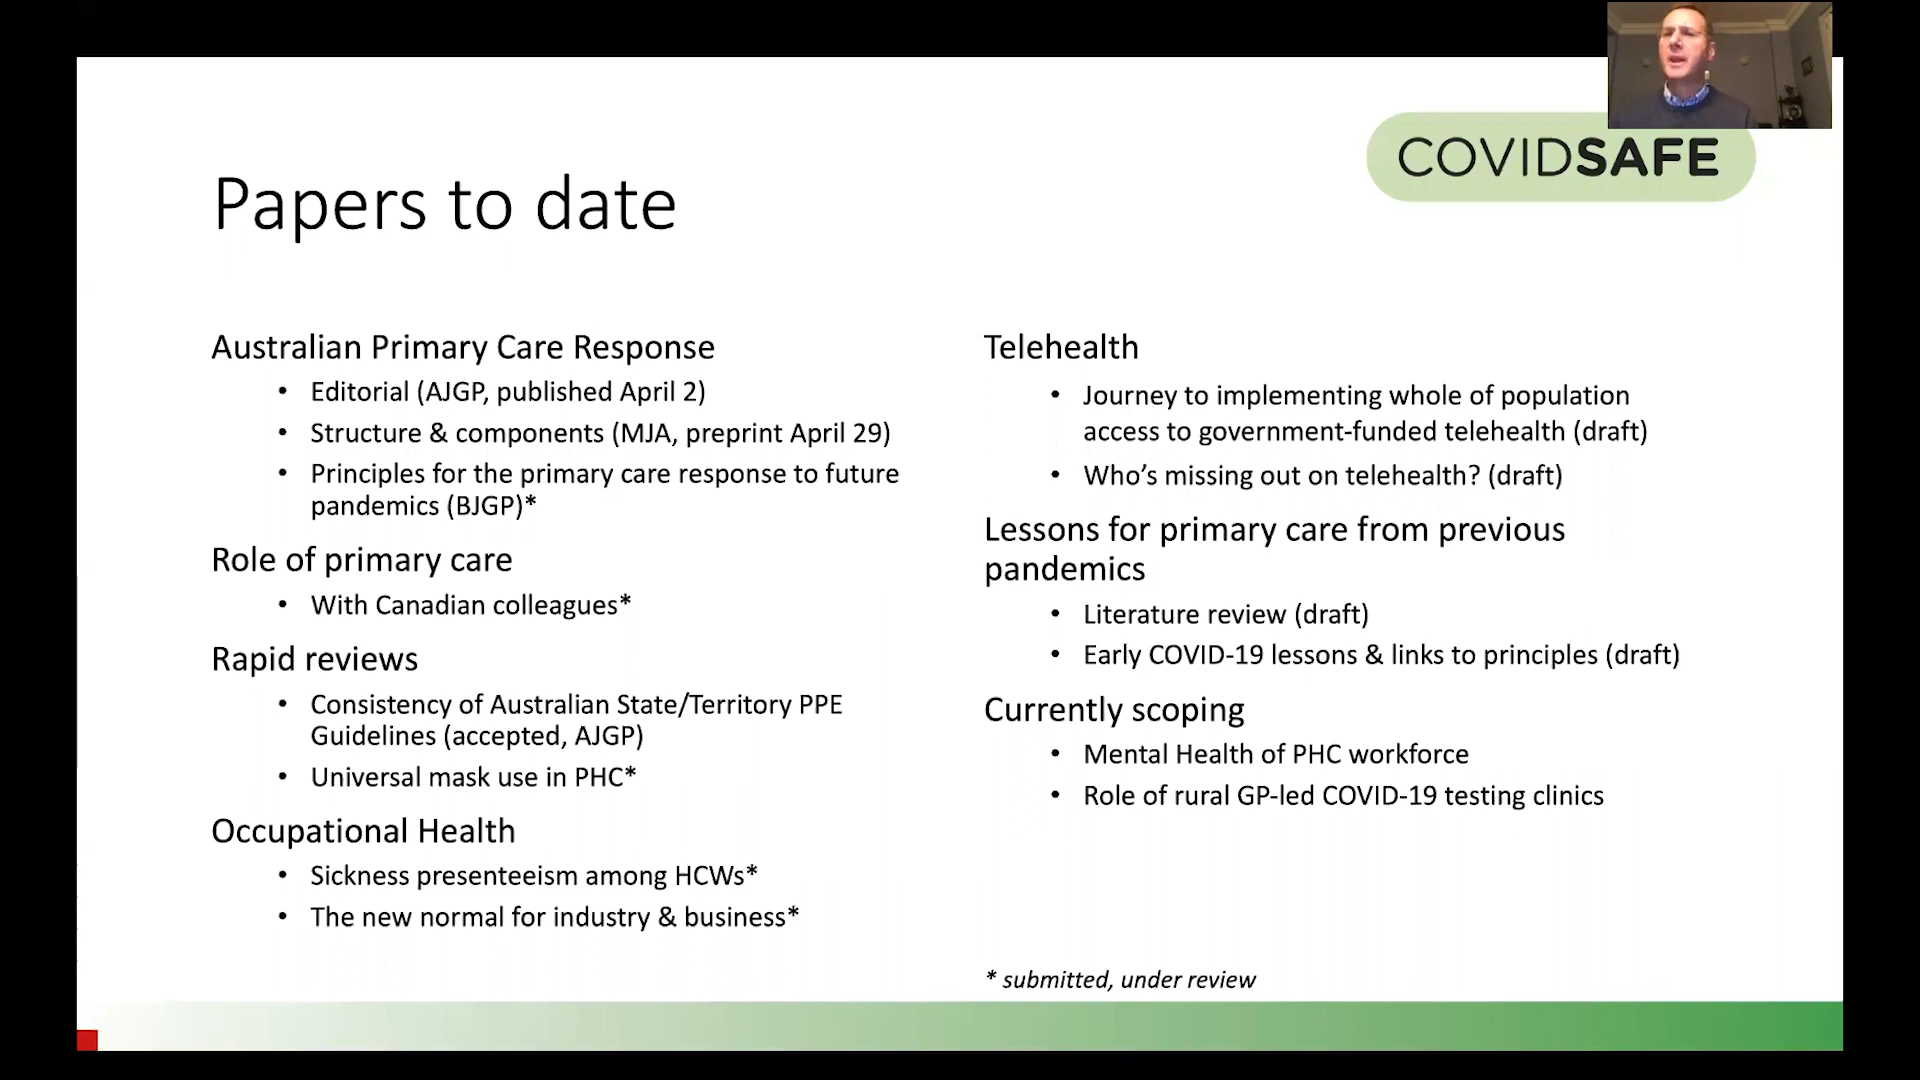 COVIDSAFE
Papers to date
Australian Primary Care Response
• Editorial (AJGP, published April 2)
• Structure & components (MJA, preprint April 29)
• Principles for the primary care response to future
pandemics (BJGP)*
Role of primary care
• With Canadian colleagues*
Rapid reviews
• Consistency of Australian State/Territory PPE
Guidelines (accepted, AJGP)
• Universal mask use in PHC*
Occupational Health
• Sickness presenteeism among HCWs*
• The new normal for industry & business*
Telehealth
• Journey to implementing whole of population
access to government-funded telehealth (draft)
• Who’s missing out on telehealth? (draft)
Lessons for primary care from previous
pandemics
• Literature review (draft)
• Early COVID-19 lessons & links to principles (draft)
Currently scoping
• Mental Health of PHC workforce
• Role of rural GP-led COVID-19 testing clinics
* submitted, under review